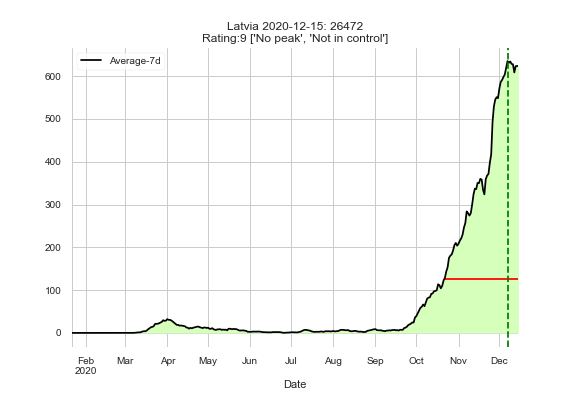 Latvia 2020-12-15: 26472
Rating:9 ['No peak', 'Not in control']
Average-7d
600
500
400
300
200
100
0
Feb Mar Apr May Jun Jul Aug Sep Oct Nov Dec
2020
Date